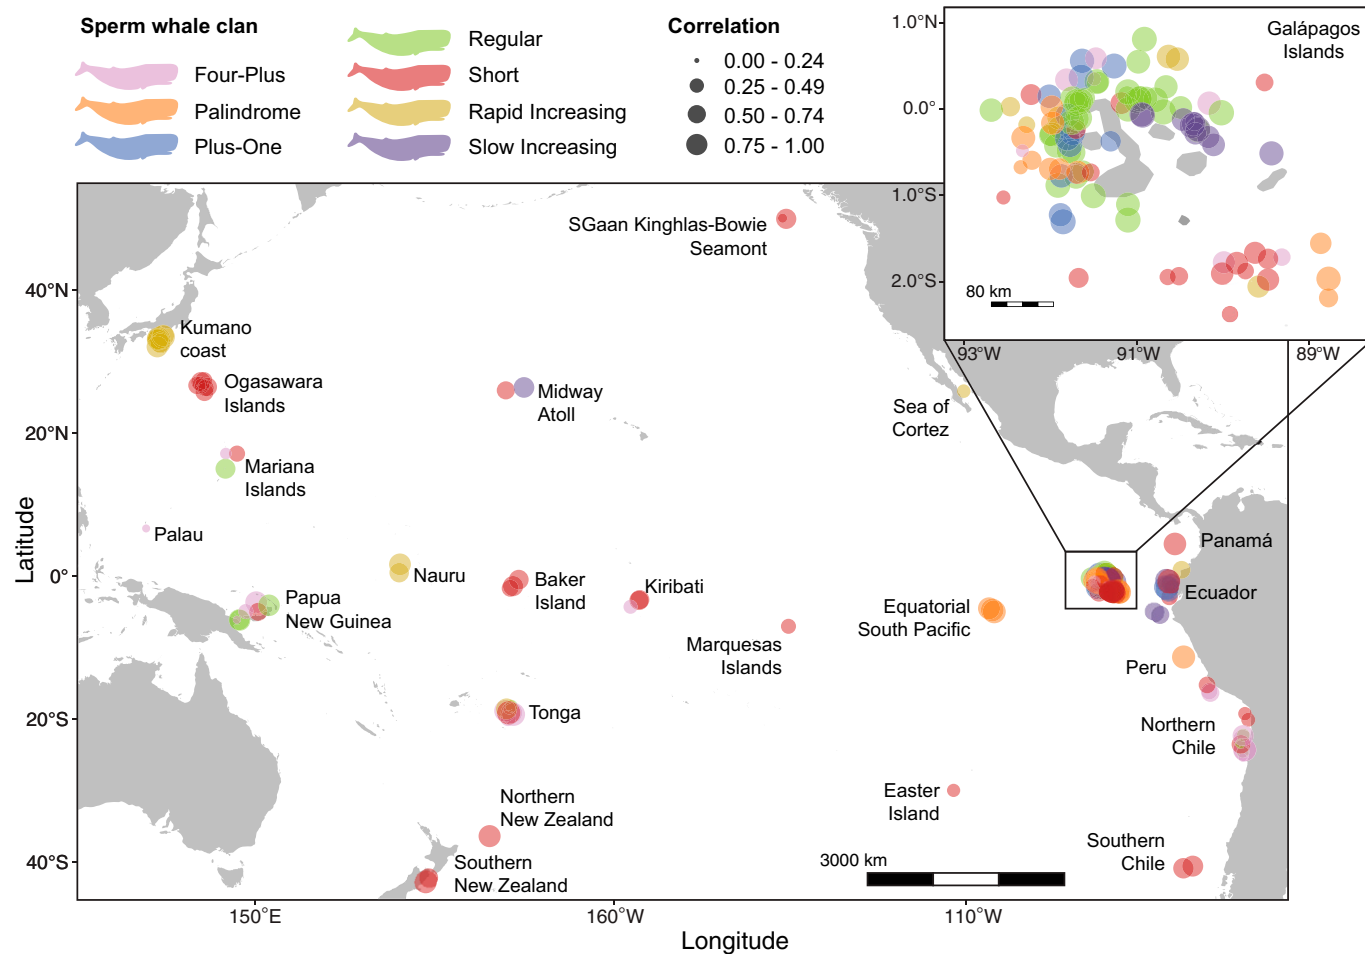 Sperm whale clan
Four-Plus
Palindrome
Plus-One
Regular
Short
Rapid Increasing
Slow Increasing
Correlation
0.00 - 0.24
0.25 - 0.49
0.50 - 0.74
0.75 - 1.00
Galápagos
Islands
1.0°N
0.0°
1.0°S
2.0°S
80 km
93°W
91°W
89°W
SGaan Kinghlas-Bowie
Seamont
Kumano
coast
Ogasawara
Islands
Midway
Atoll
Sea of
Cortez
Mariana
Islands
Palau
Nauru
Baker
Island
Kiribati
Papua
New Guinea
Marquesas
Islands
Equatorial
South Pacific
Panamá
Ecuador
Peru
Tonga
Northern
Chile
Easter
Island
Northern
New Zealand
Southern
New Zealand
Southern
Chile
3000 km
40°N
20°N
0°
20°S
40°S
Latitude
150°E
160°W
110°W
Longitude